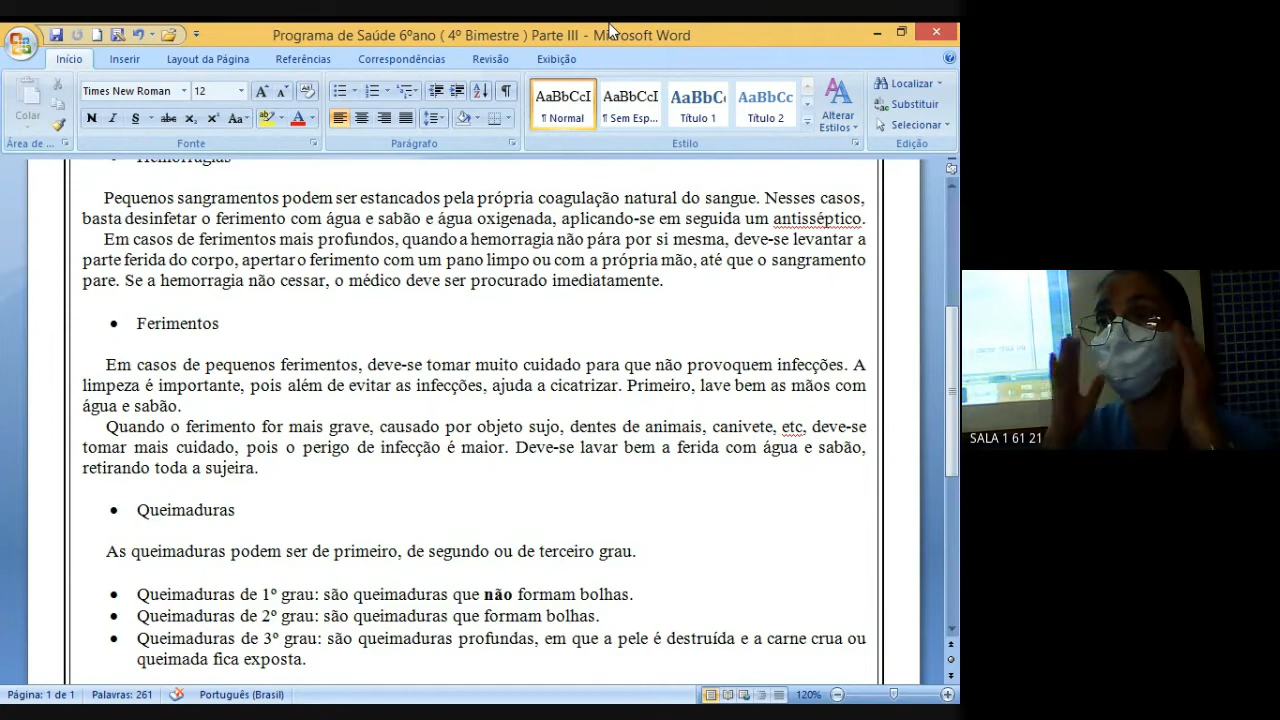 Programa de Saúde 6ºano ( 4º Bimestre ) Parte III - Microsoft Word
Início Inserir Layout da Página Referências Correspondências Revisão Exibição
Colar
Times New Roman 12
N I S abc x₂ x² Aa
AaBbCcI AaBbCcI AaBbC AaBbCc
¶ Normal ¶ Sem Esp... Título 1 Título 2
Alterar Estilos
Localizar
Substituir
Selecionar
Área de... Fonte Parágrafo Estilo Edição
Hemorragias
Pequenos sangramentos podem ser estancados pela própria coagulação natural do sangue. Nesses casos,
basta desinfetar o ferimento com água e sabão e água oxigenada, aplicando-se em seguida um antisséptico.
Em casos de ferimentos mais profundos, quando a hemorragia não pára por si mesma, deve-se levantar a
parte ferida do corpo, apertar o ferimento com um pano limpo ou com a própria mão, até que o sangramento
pare. Se a hemorragia não cessar, o médico deve ser procurado imediatamente.
• Ferimentos
Em casos de pequenos ferimentos, deve-se tomar muito cuidado para que não provoquem infecções. A
limpeza é importante, pois além de evitar as infecções, ajuda a cicatrizar. Primeiro, lave bem as mãos com
água e sabão.
Quando o ferimento for mais grave, causado por objeto sujo, dentes de animais, canivete, etc, deve-se
tomar mais cuidado, pois o perigo de infecção é maior. Deve-se lavar bem a ferida com água e sabão,
retirando toda a sujeira.
• Queimaduras
As queimaduras podem ser de primeiro, de segundo ou de terceiro grau.
• Queimaduras de 1º grau: são queimaduras que não formam bolhas.
• Queimaduras de 2º grau: são queimaduras que formam bolhas.
• Queimaduras de 3º grau: são queimaduras profundas, em que a pele é destruída e a carne crua ou
queimada fica exposta.
Página: 1 de 1 Palavras: 261 Português (Brasil) 120%
SALA 1 61 21